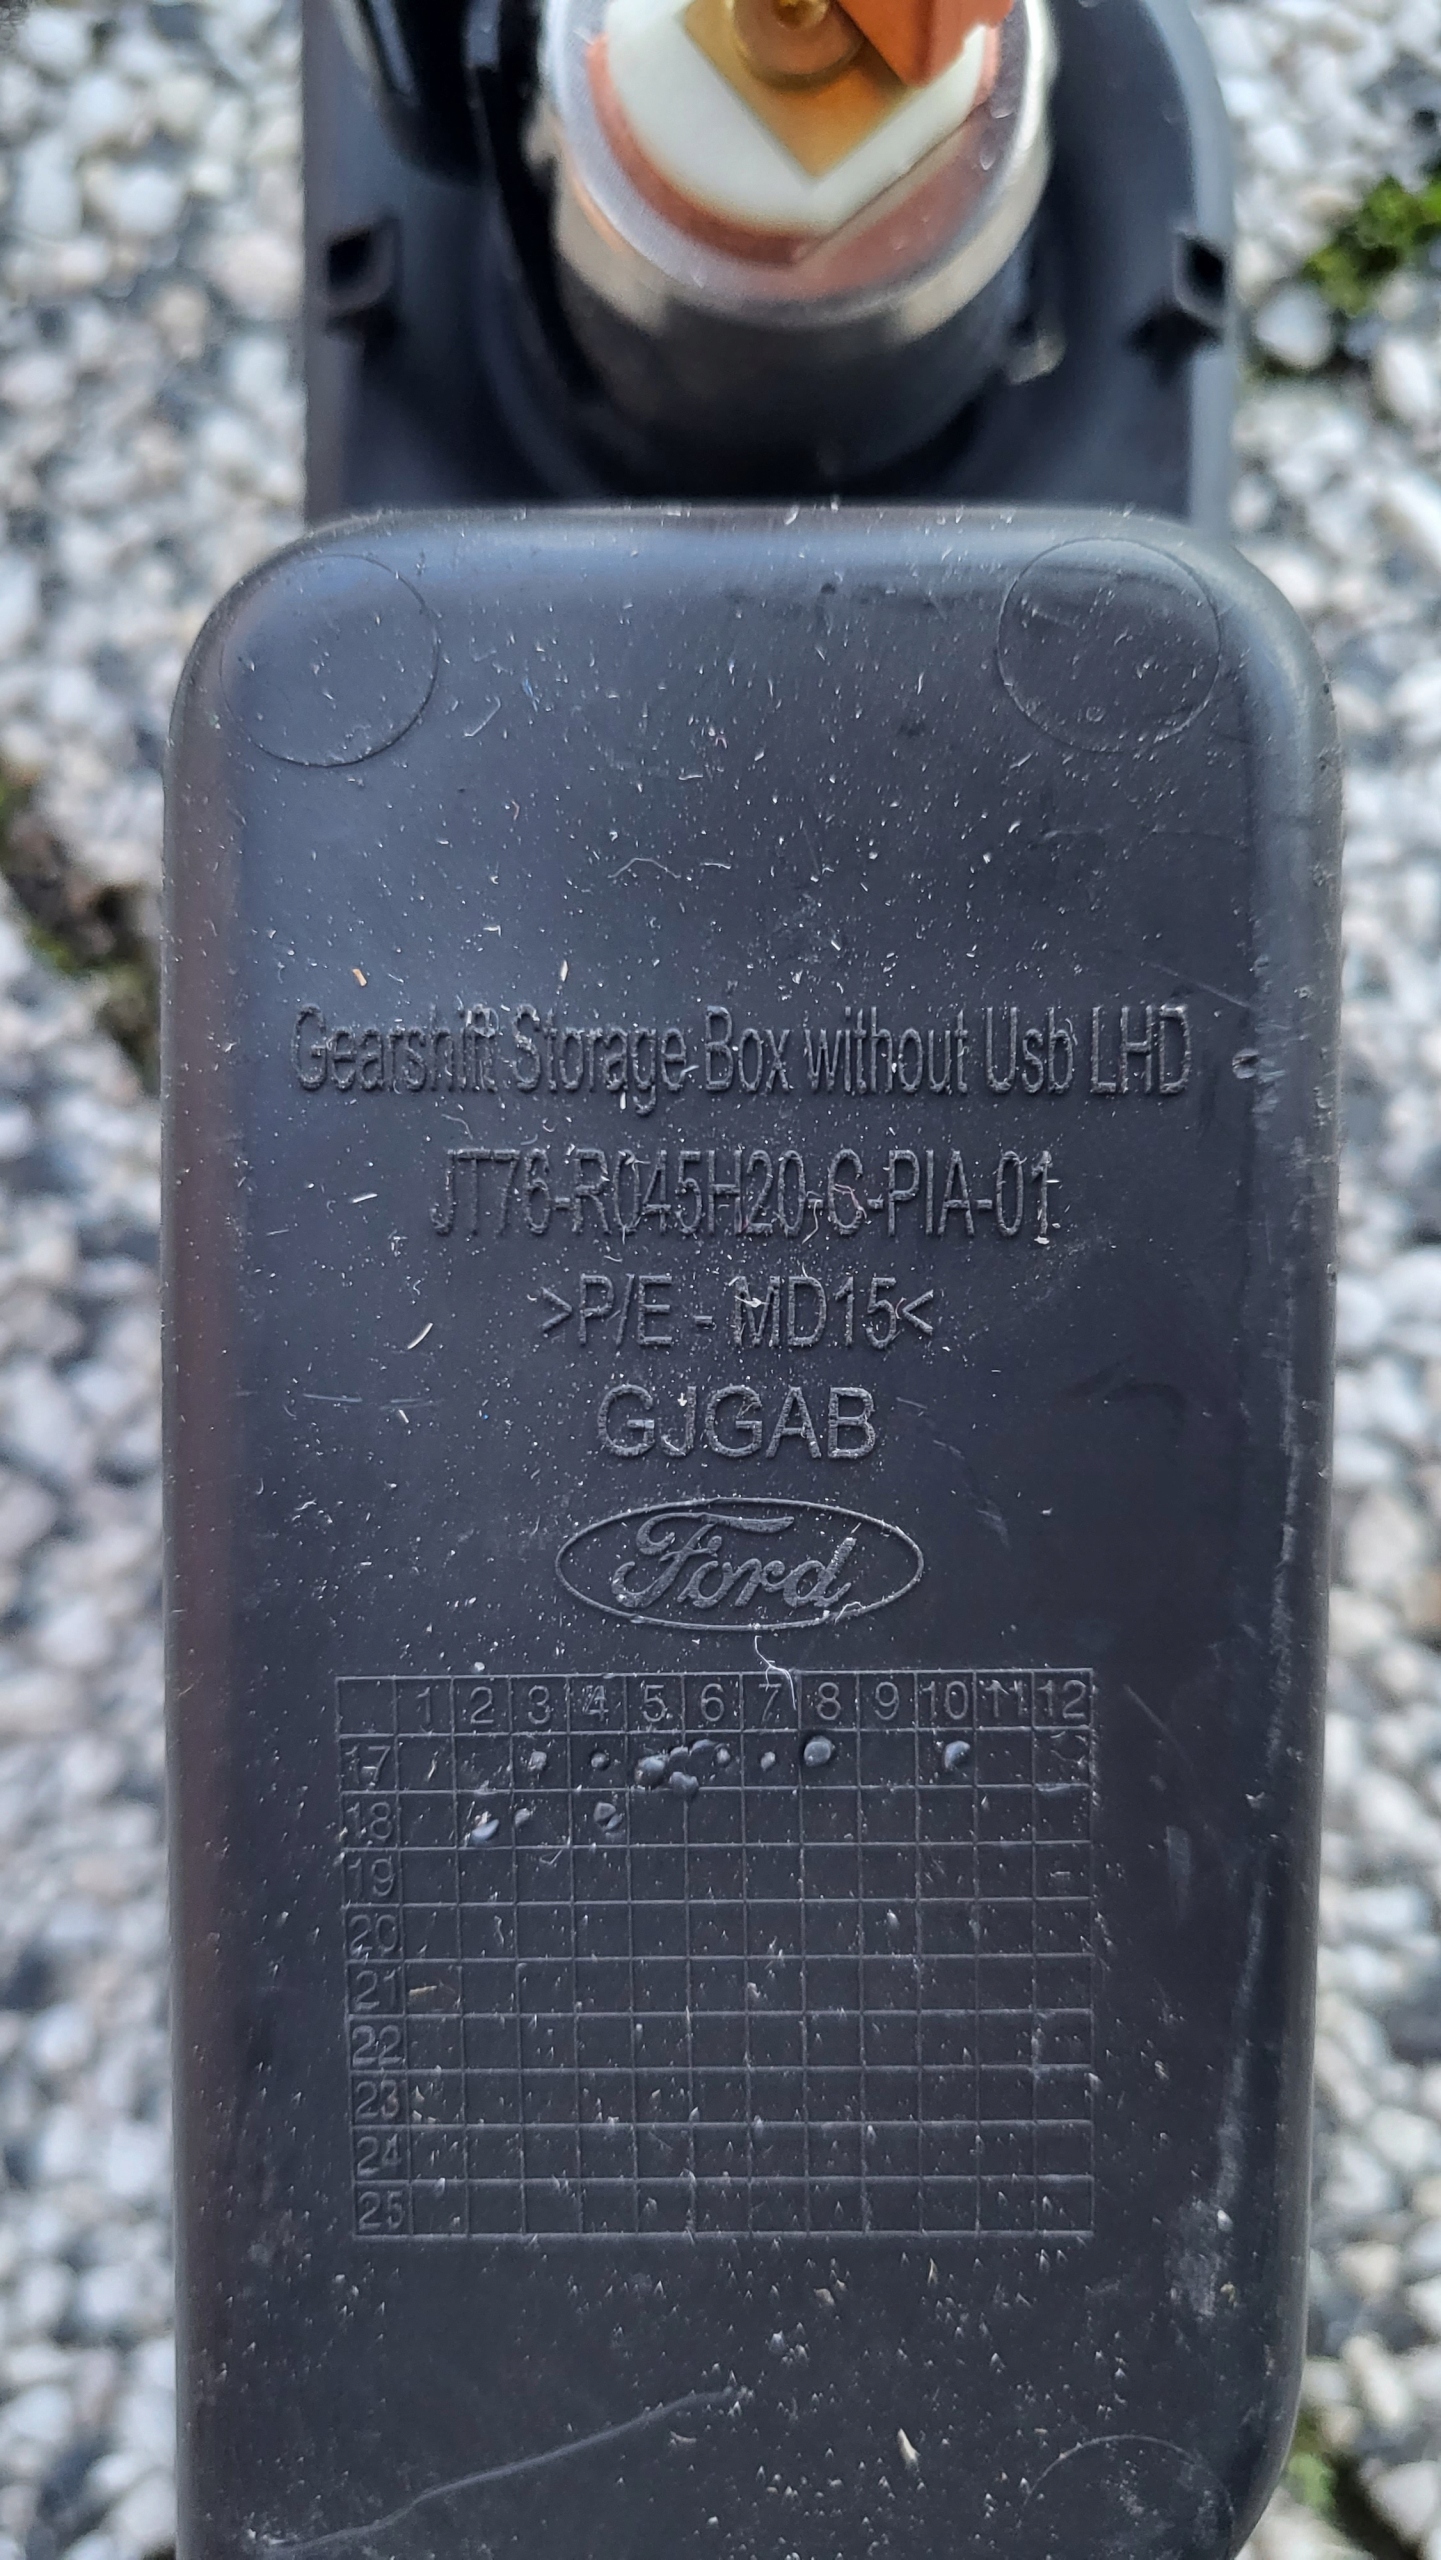 Gearshift Storage Box without Usb LHD
JT76-R045H20-C-PIA-01
>P/E - MD15<
GJGAB
Ford
1 2 3 4 5 6 7 8 9 10 11 12
17
18
19
20
21
22
23
24
25